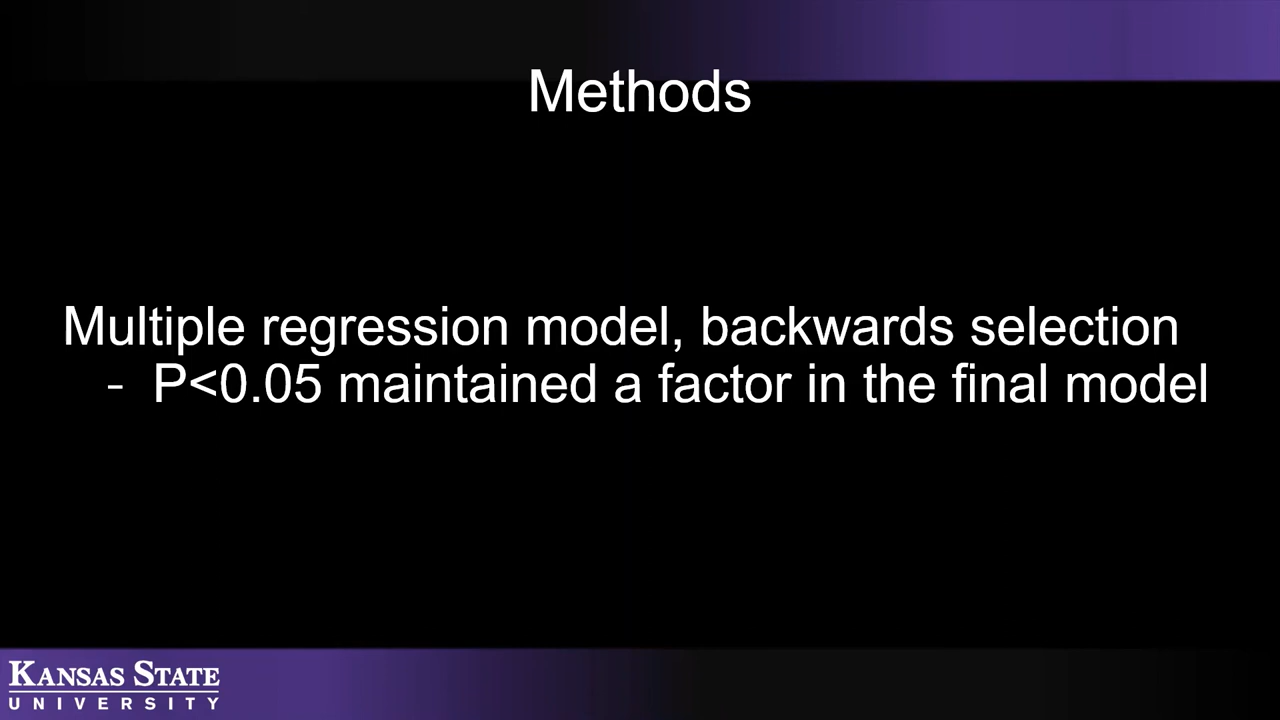 Methods
Multiple regression model, backwards selection
- P<0.05 maintained a factor in the final model
KANSAS STATE
UNIVERSITY